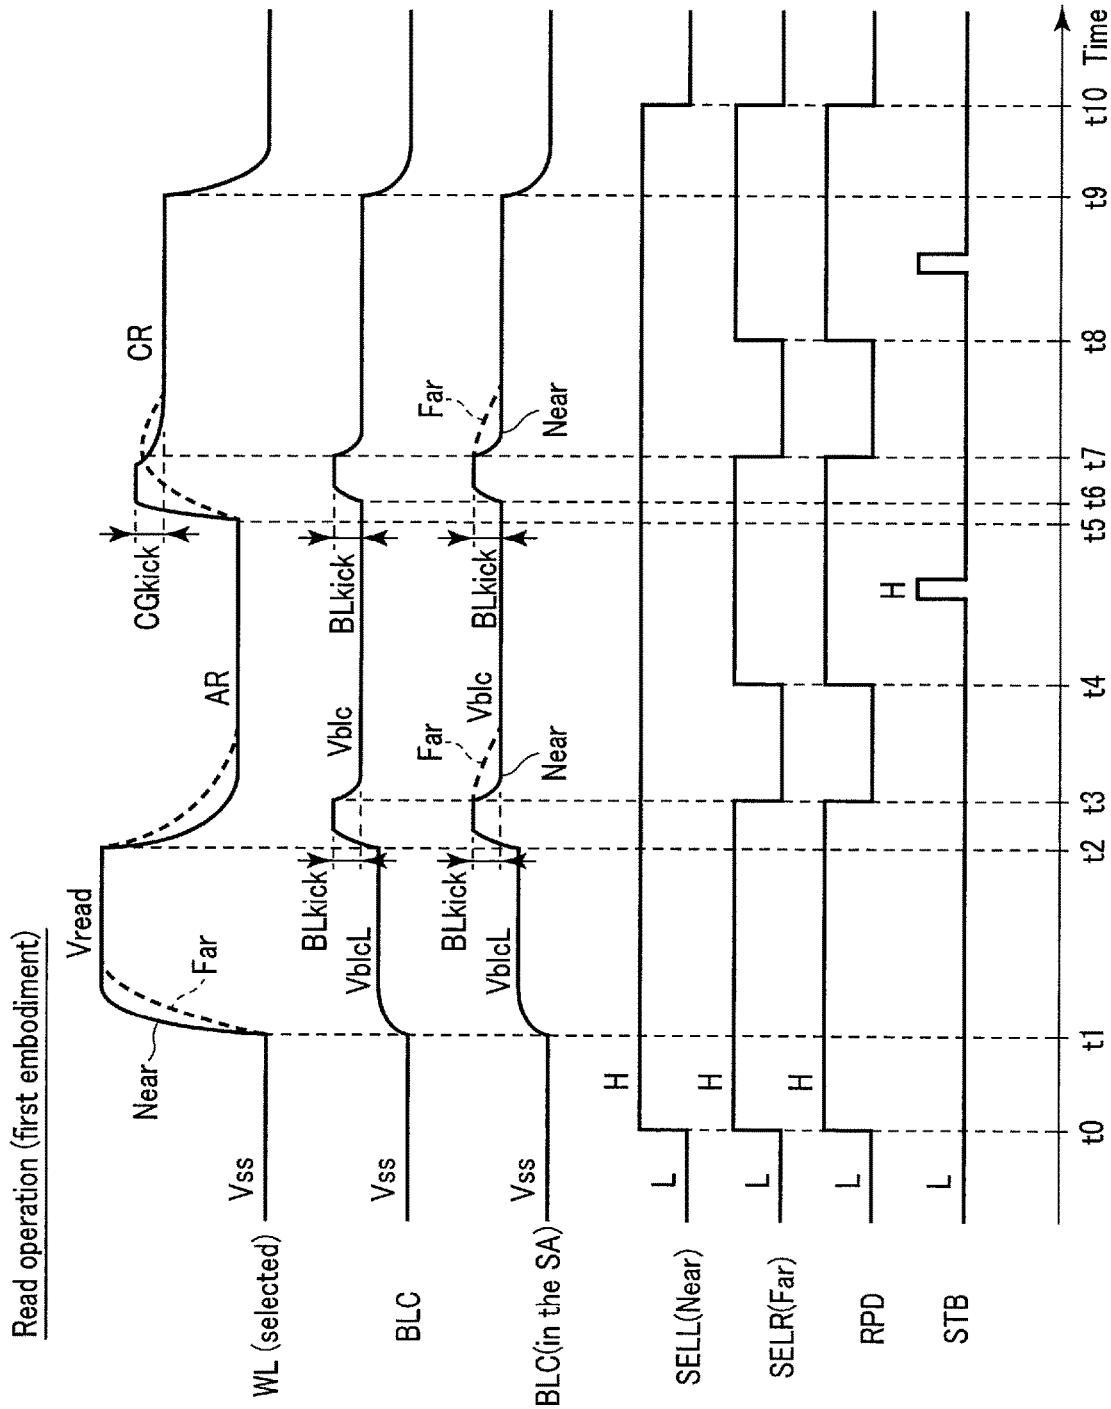 Read operation (first embodiment)
WL (selected)
Vss
Near
Far
Vread
AR
CGkick
CR
BLC
Vss
VblcL
BLkick
Vblc
BLkick
BLC(in the SA)
Vss
VblcL
BLkick
Far
Near
Vblc
BLkick
Far
Near
SELL(Near)
L
H
SELR(Far)
L
H
RPD
L
H
STB
L
H
t0
t1
t2
t3
t4
t5
t6
t7
t8
t9
t10
Time